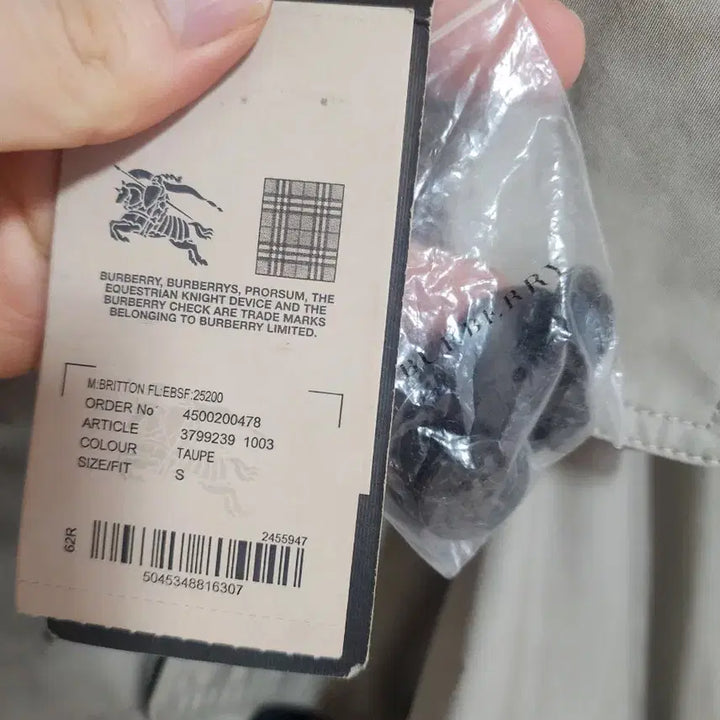 BURBERRY, BURBERRYS, PRORSUM, THE
EQUESTRIAN KNIGHT DEVICE AND THE
BURBERRY CHECK ARE TRADE MARKS
BELONGING TO BURBERRY LIMITED.
M:BRITTON FL:EBSF:25200
ORDER No 4500200478
ARTICLE 3799239 1003
COLOUR TAUPE
SIZE/FIT S
62R
2455947
5045348816307
BURBERRY